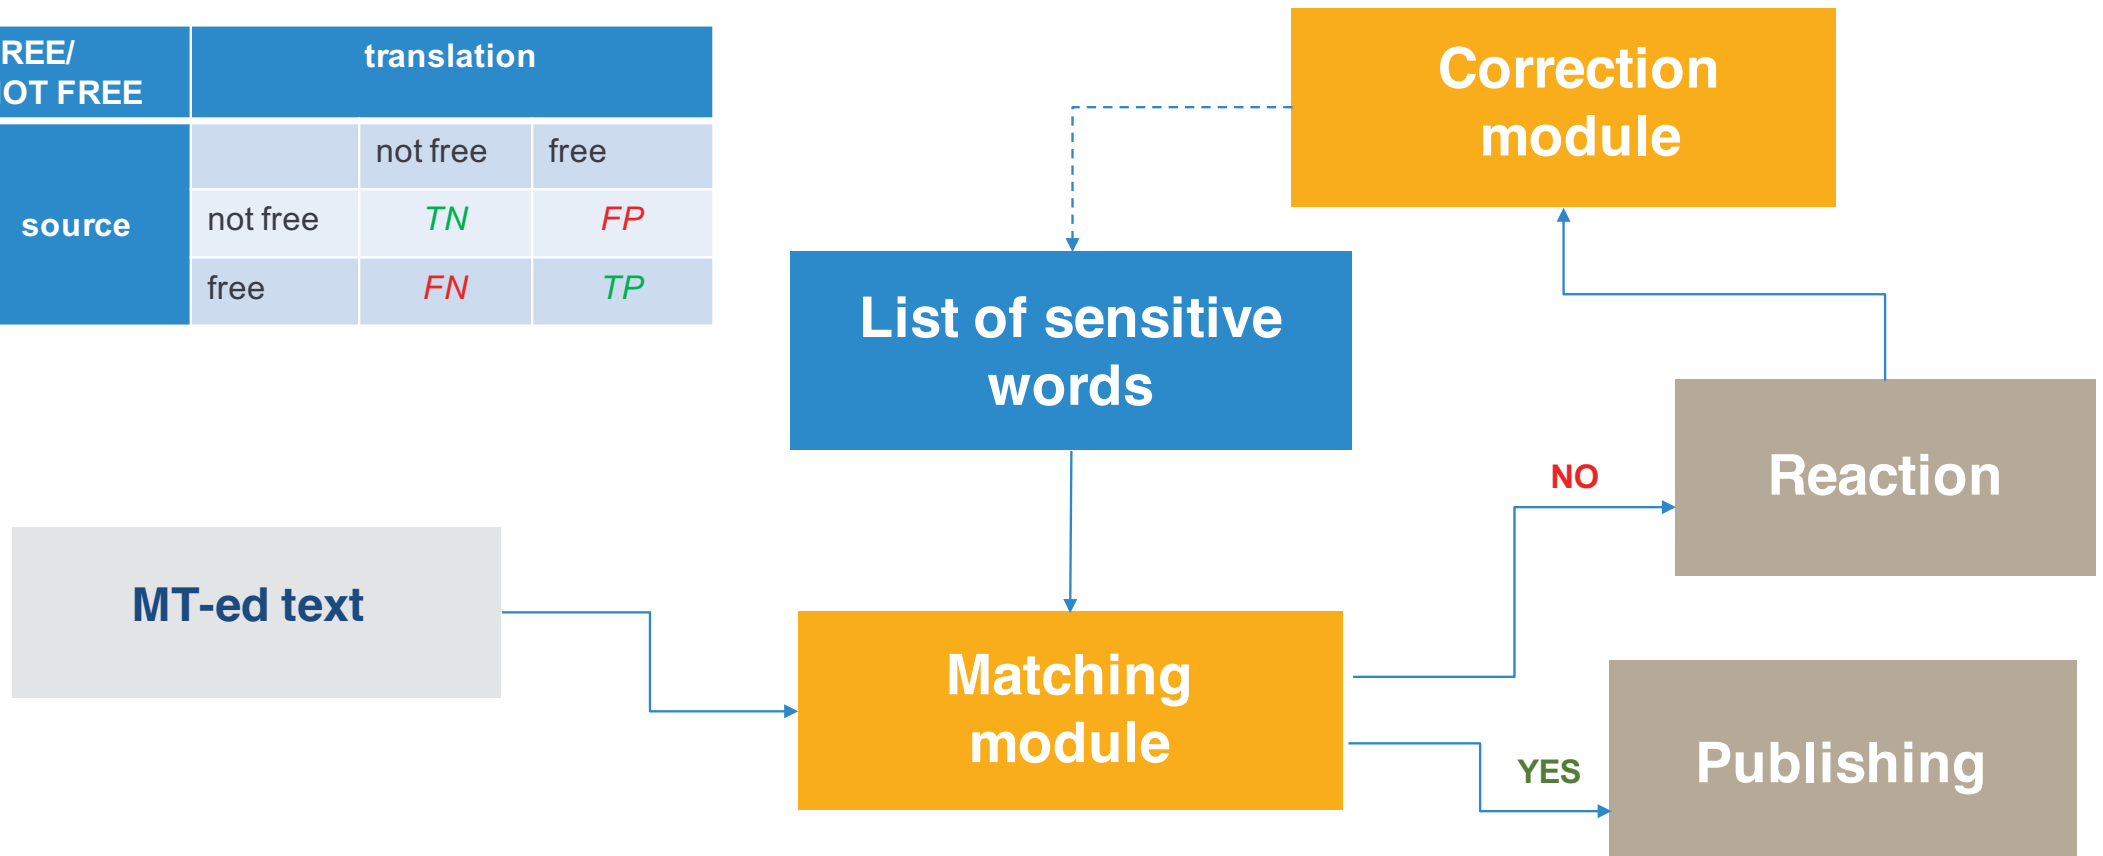 REE/
OT FREE
translation
not free
free
source
not free
TN
FP
free
FN
TP
Correction
module
List of sensitive
words
NO
Reaction
MT-ed text
Matching
module
YES
Publishing